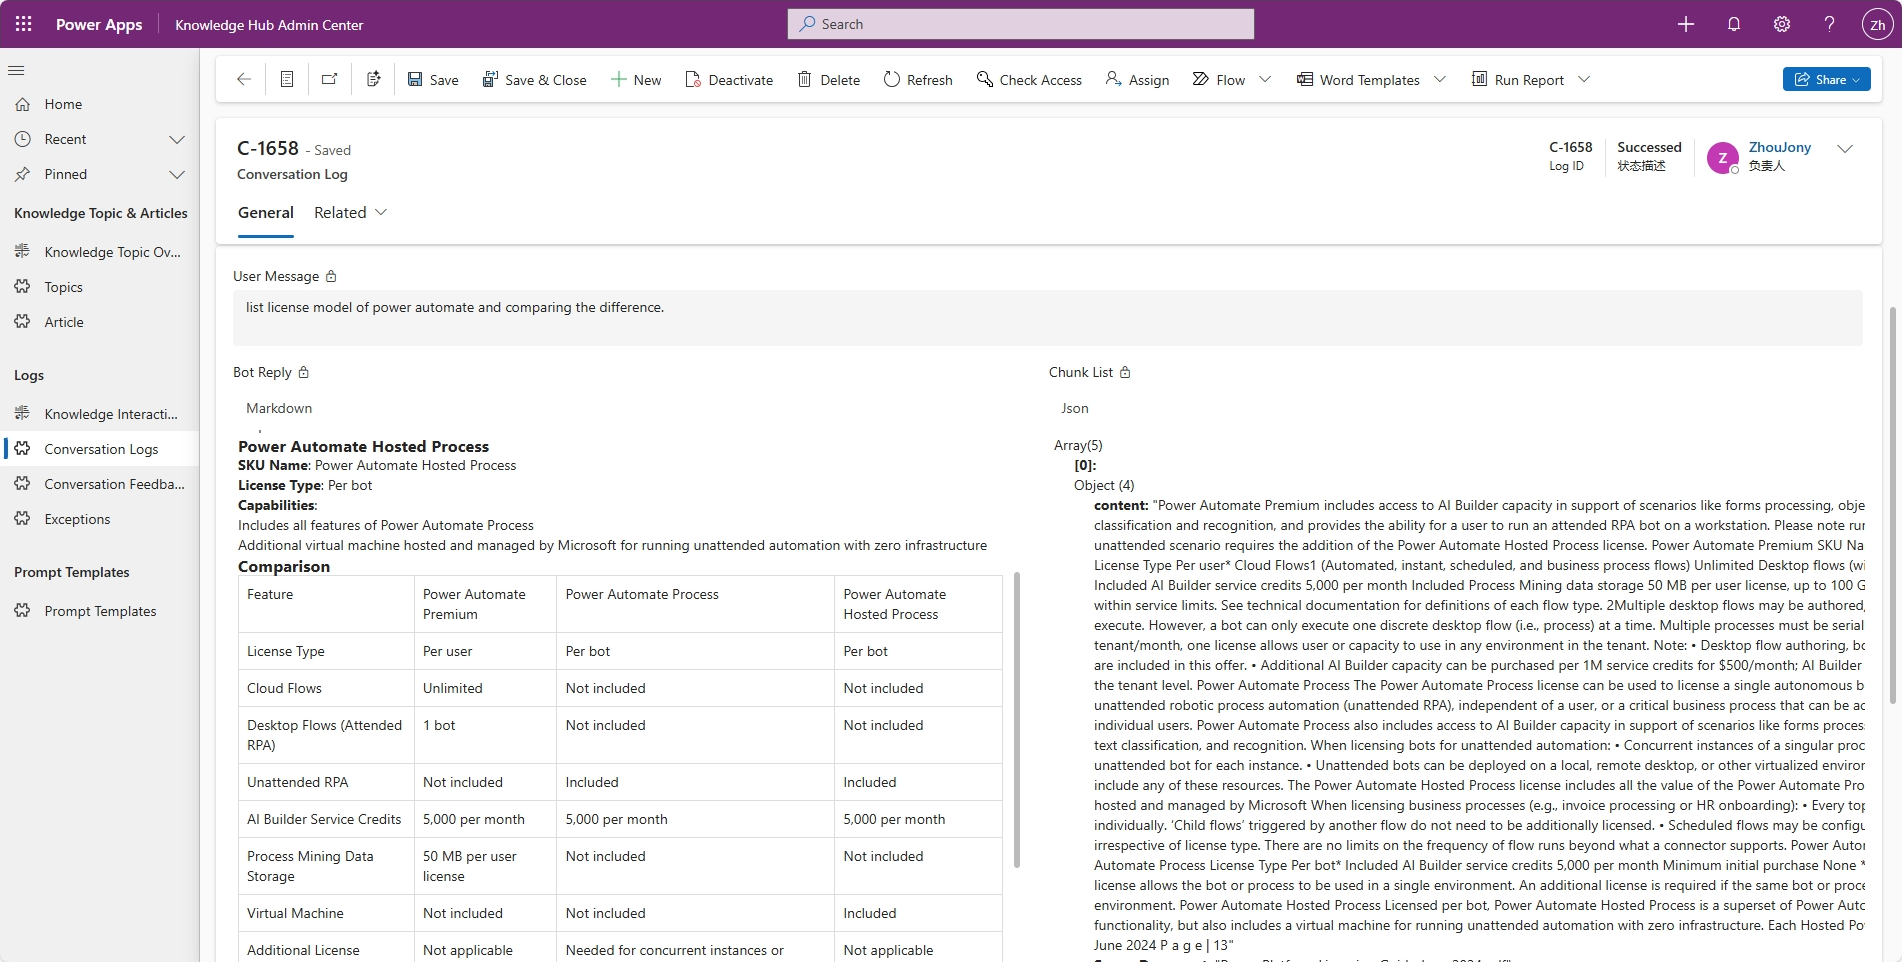 Power Apps
Knowledge Hub Admin Center
Search
Zh
Save
Save & Close
New
Deactivate
Delete
Refresh
Check Access
Assign
Flow
Word Templates
Run Report
Share
Home
Recent
Pinned
Knowledge Topic & Articles
Knowledge Topic Ov...
Topics
Article
Logs
Knowledge Interacti...
Conversation Logs
Conversation Feedba...
Exceptions
Prompt Templates
Prompt Templates
C-1658 - Saved
Conversation Log
C-1658
Log ID
Successed
状态描述
Z
ZhouJony
负责人
General
Related
User Message
list license model of power automate and comparing the difference.
Bot Reply
Markdown
Power Automate Hosted Process
SKU Name: Power Automate Hosted Process
License Type: Per bot
Capabilities:
Includes all features of Power Automate Process
Additional virtual machine hosted and managed by Microsoft for running unattended automation with zero infrastructure
Comparison
Feature
Power Automate Premium
Power Automate Process
Power Automate Hosted Process
License Type
Per user
Per bot
Per bot
Cloud Flows
Unlimited
Not included
Not included
Desktop Flows (Attended RPA)
1 bot
Not included
Not included
Unattended RPA
Not included
Included
Included
AI Builder Service Credits
5,000 per month
5,000 per month
5,000 per month
Process Mining Data Storage
50 MB per user license
Not included
Not included
Virtual Machine
Not included
Not included
Included
Additional License
Not applicable
Needed for concurrent instances or
Not applicable
Chunk List
Json
Array(5)
[0]:
Object (4)
content: "Power Automate Premium includes access to AI Builder capacity in support of scenarios like forms processing, obje
classification and recognition, and provides the ability for a user to run an attended RPA bot on a workstation. Please note rur
unattended scenario requires the addition of the Power Automate Hosted Process license. Power Automate Premium SKU Na
License Type Per user* Cloud Flows1 (Automated, instant, scheduled, and business process flows) Unlimited Desktop flows (wi
Included AI Builder service credits 5,000 per month Included Process Mining data storage 50 MB per user license, up to 100 G
within service limits. See technical documentation for definitions of each flow type. 2Multiple desktop flows may be authored,
execute. However, a bot can only execute one discrete desktop flow (i.e., process) at a time. Multiple processes must be serial
tenant/month, one license allows user or capacity to use in any environment in the tenant. Note: • Desktop flow authoring, bo
are included in this offer. • Additional AI Builder capacity can be purchased per 1M service credits for $500/month; AI Builder
the tenant level. Power Automate Process The Power Automate Process license can be used to license a single autonomous b
unattended robotic process automation (unattended RPA), independent of a user, or a critical business process that can be ac
individual users. Power Automate Process also includes access to AI Builder capacity in support of scenarios like forms proces:
text classification, and recognition. When licensing bots for unattended automation: • Concurrent instances of a singular proc
unattended bot for each instance. • Unattended bots can be deployed on a local, remote desktop, or other virtualized enviror
include any of these resources. The Power Automate Hosted Process license includes all the value of the Power Automate Pro
hosted and managed by Microsoft When licensing business processes (e.g., invoice processing or HR onboarding): • Every top
individually. ‘Child flows’ triggered by another flow do not need to be additionally licensed. • Scheduled flows may be configu
irrespective of license type. There are no limits on the frequency of flow runs beyond what a connector supports. Power Autor
Automate Process License Type Per bot* Included AI Builder service credits 5,000 per month Minimum initial purchase None *
license allows the bot or process to be used in a single environment. An additional license is required if the same bot or proce
environment. Power Automate Hosted Process Licensed per bot, Power Automate Hosted Process is a superset of Power Autc
functionality, but also includes a virtual machine for running unattended automation with zero infrastructure. Each Hosted Po
June 2024 P a g e | 13"